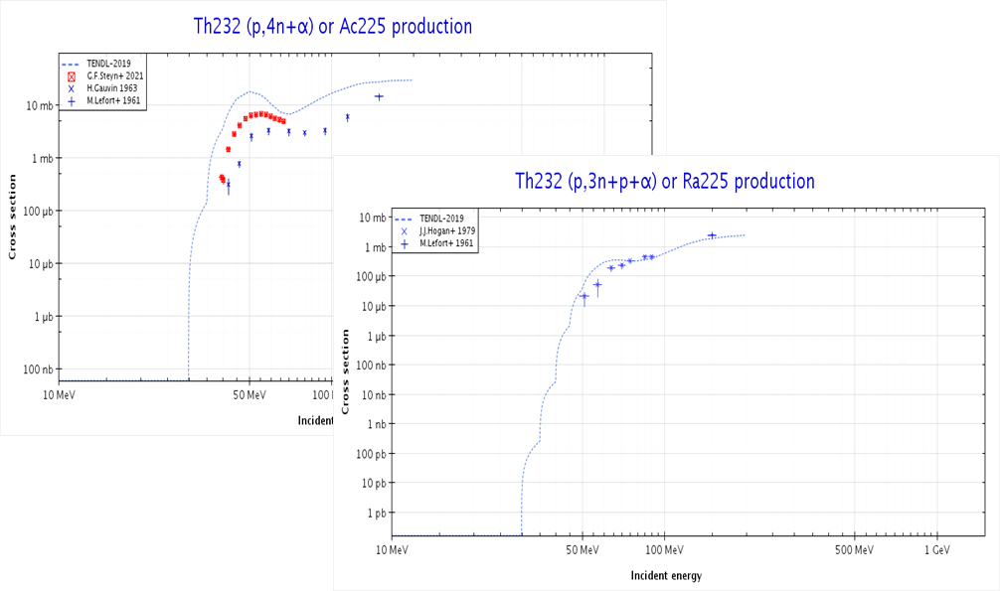 Th232 (p,4n+α) or Ac225 production
TENDL-2019
G.F.Steyn+ 2021
H.Gauvin 1963
M.Lefort+ 1961
10 mb
1 mb
100 µb
10 µb
1 µb
100 nb
Cross section
10 MeV
50 MeV
100
Incident
Th232 (p,3n+p+α) or Ra225 production
TENDL-2019
J.J.Hogan+ 1979
M.Lefort+ 1961
10 mb
1 mb
100 µb
10 µb
1 µb
100 nb
10 nb
1 nb
100 pb
10 pb
1 pb
Cross section
10 MeV
50 MeV
100 MeV
500 MeV
1 GeV
Incident energy